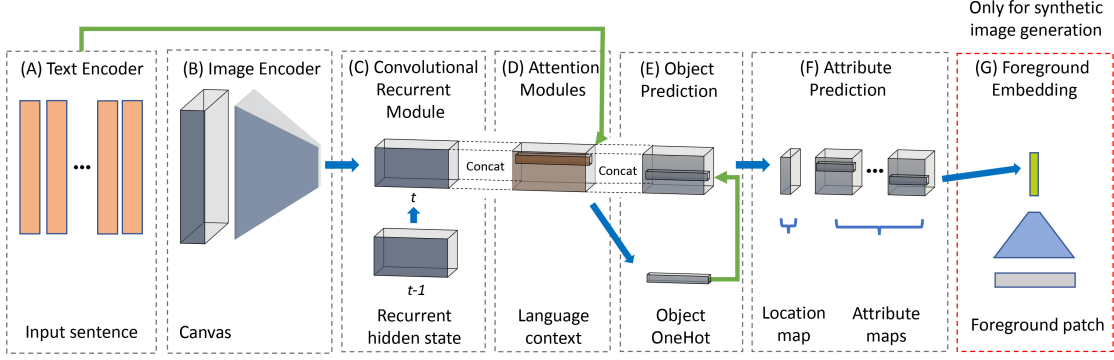 Only for synthetic
image generation
(A) Text Encoder
(B) Image Encoder
(C) Convolutional
Recurrent
Module
(D) Attention
Modules
(E) Object
Prediction
(F) Attribute
Prediction
(G) Foreground
Embedding
...
Concat
Concat
...
t
t-1
Input sentence
Canvas
Recurrent
hidden state
Language
context
Object
OneHot
Location
map
Attribute
maps
Foreground patch